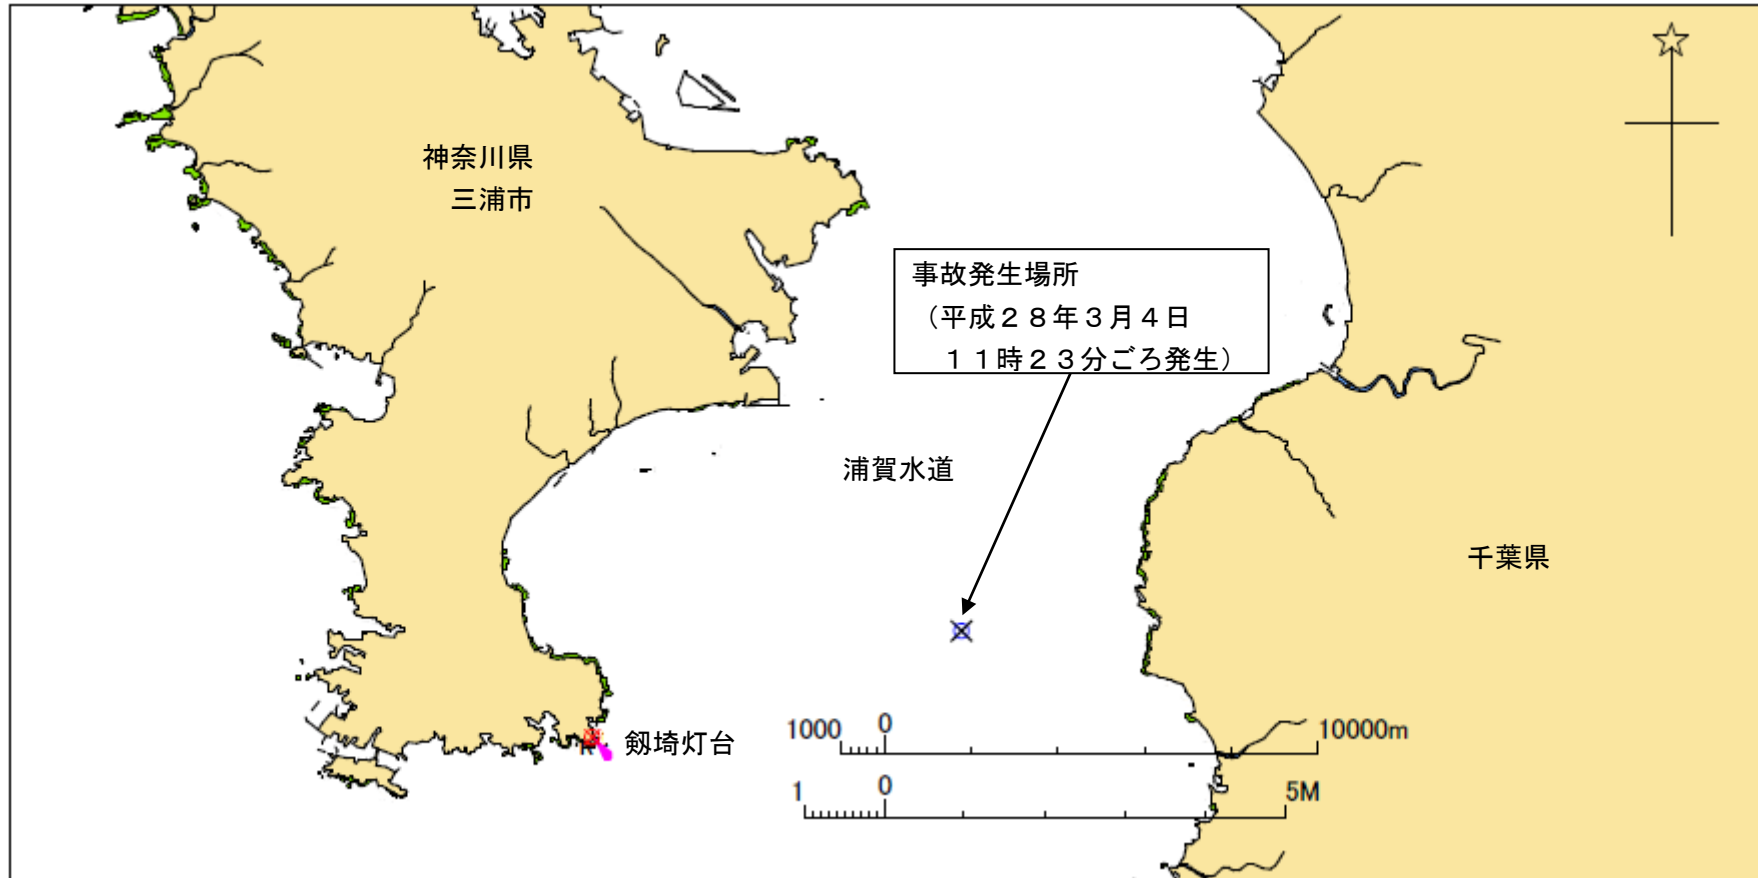 神奈川県
三浦市
事故発生場所
（平成２８年３月４日
１１時２３分ごろ発生）
浦賀水道
千葉県
剱埼灯台
1000 0 10000m
1 0 5M